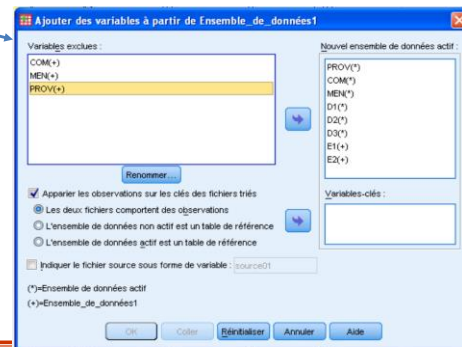 Ajouter des variables à partir de Ensemble_de_données1
Variables exclues :
COM(+)
MEN(+)
PROV(+)
Renommer...
Apparier les observations sur les clés des fichiers triés
Les deux fichiers comportent des observations
L'ensemble de données non actif est un table de référence
L'ensemble de données actif est un table de référence
Indiquer le fichier source sous forme de variable : source01
(*)=Ensemble de données actif
(+)=Ensemble_de_données1
Nouvel ensemble de données actif :
PROV(*)
COM(*)
MEN(*)
D1(*)
D2(*)
D3(*)
E1(+)
E2(+)
Variables-clés :
OK Coller Réinitialiser Annuler Aide